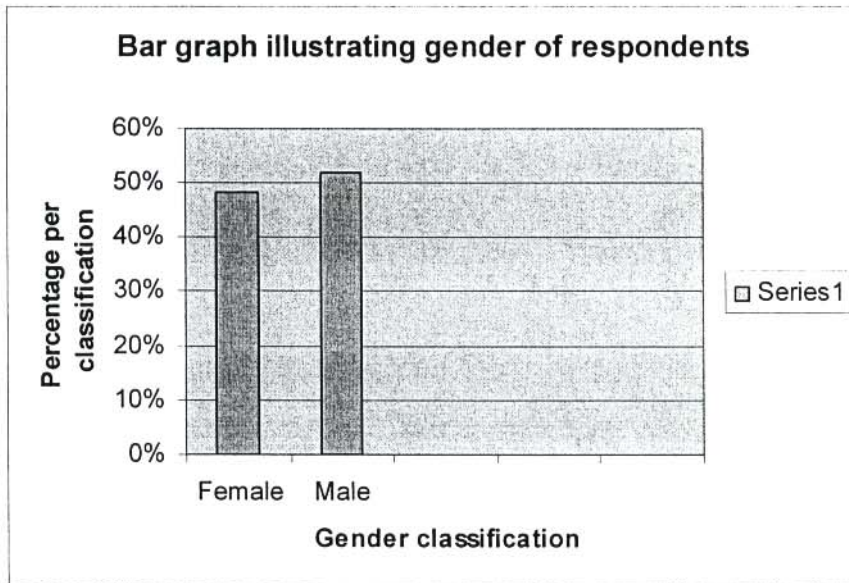 Bar graph illustrating gender of respondents
60%
50%
40%
30%
20%
10%
0%
Percentage per
classification
Female Male
Gender classification
Series1